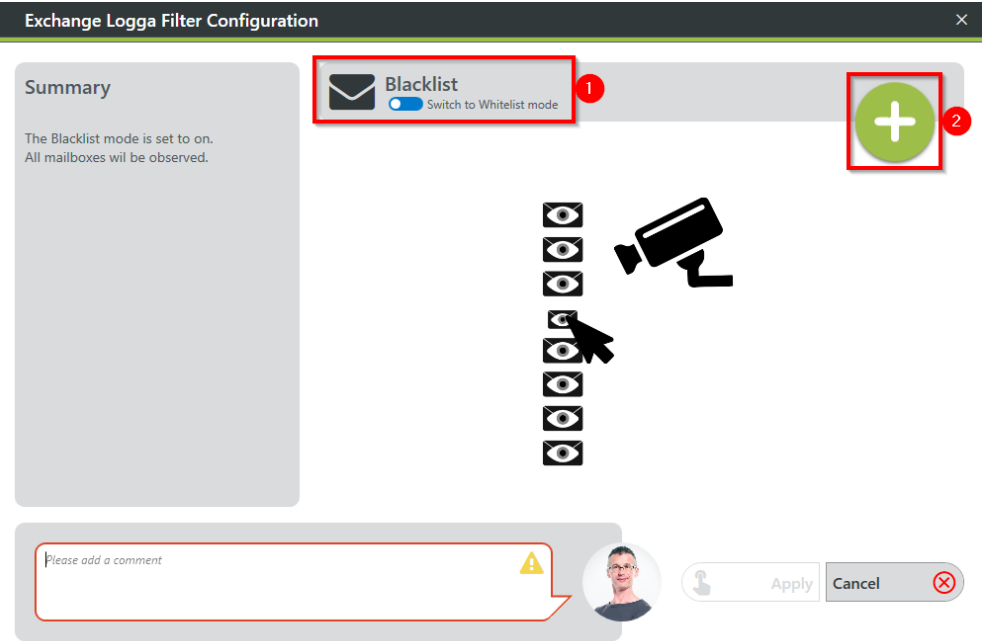 Exchange Logga Filter Configuration
Summary
The Blacklist mode is set to on.
All mailboxes wil be observed.
Blacklist
Switch to Whitelist mode
1
2
Please add a comment
Apply
Cancel